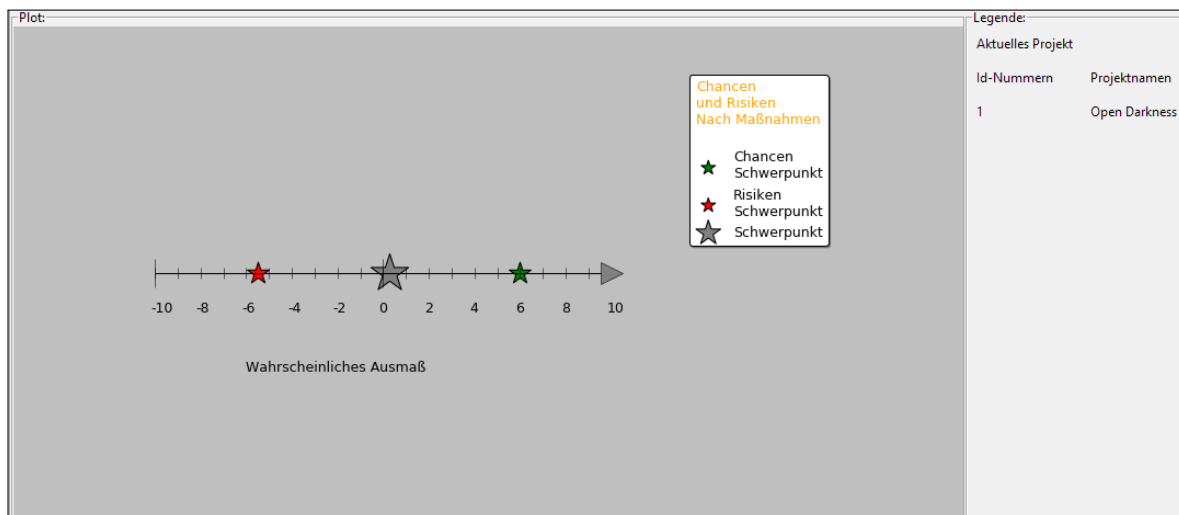 Plot:
Chancen
und Risiken
Nach Maßnahmen
Chancen
Schwerpunkt
Risiken
Schwerpunkt
Schwerpunkt
-10 -8 -6 -4 -2 0 2 4 6 8 10
Wahrscheinliches Ausmaß
Legende:
Aktuelles Projekt
Id-Nummern Projektnamen
1 Open Darkness